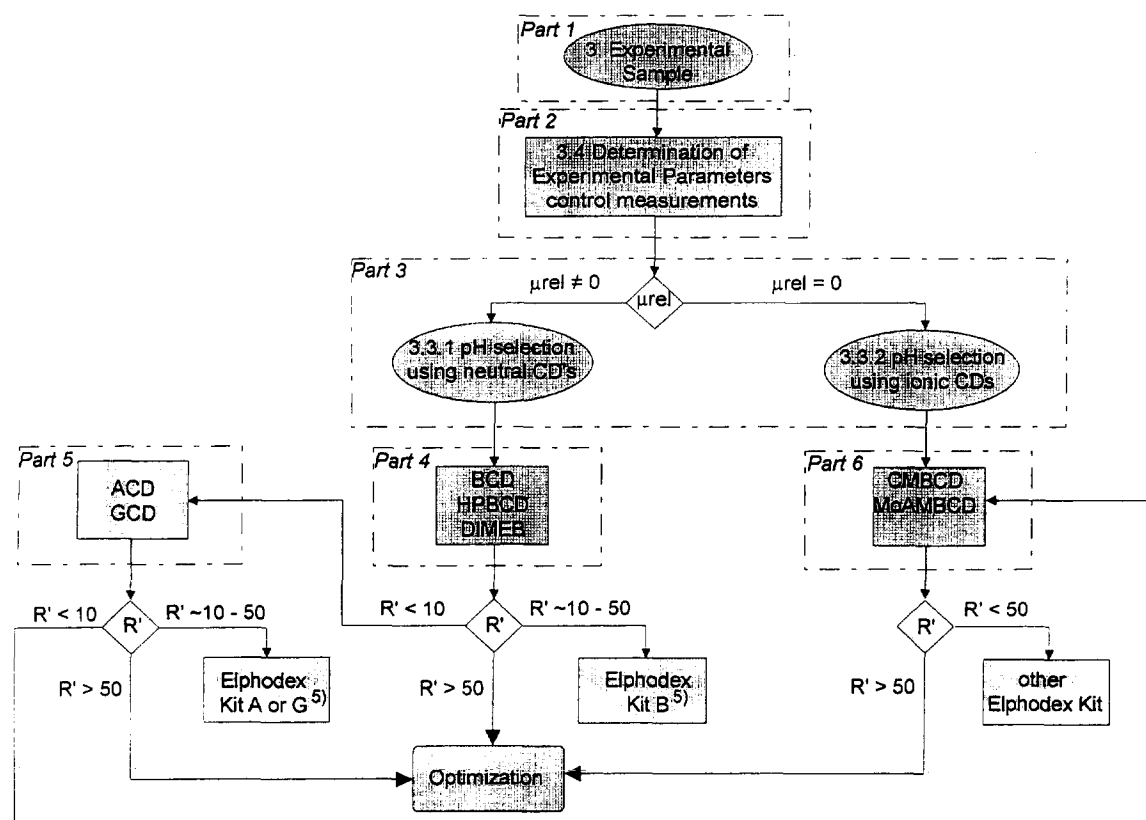 Part 1
3. Experimental
Sample
Part 2
3.4 Determination of
Experimental Parameters
control measurements
Part 3
μrel ≠ 0
μrel
μrel = 0
3.3.1 pH selection
using neutral CD's
3.3.2 pH selection
using ionic CDs
Part 5
ACD
GCD
Part 4
BCD
HPBCD
DIMEB
Part 6
CMBCD
MαAMBCD
R' < 10
R'
R' ~10 - 50
R' > 50
Elphodex
Kit A or G 5)
R' < 10
R'
R' ~10 - 50
R' > 50
Elphodex
Kit B 5)
R'
R' < 50
R' > 50
other
Elphodex Kit
Optimization